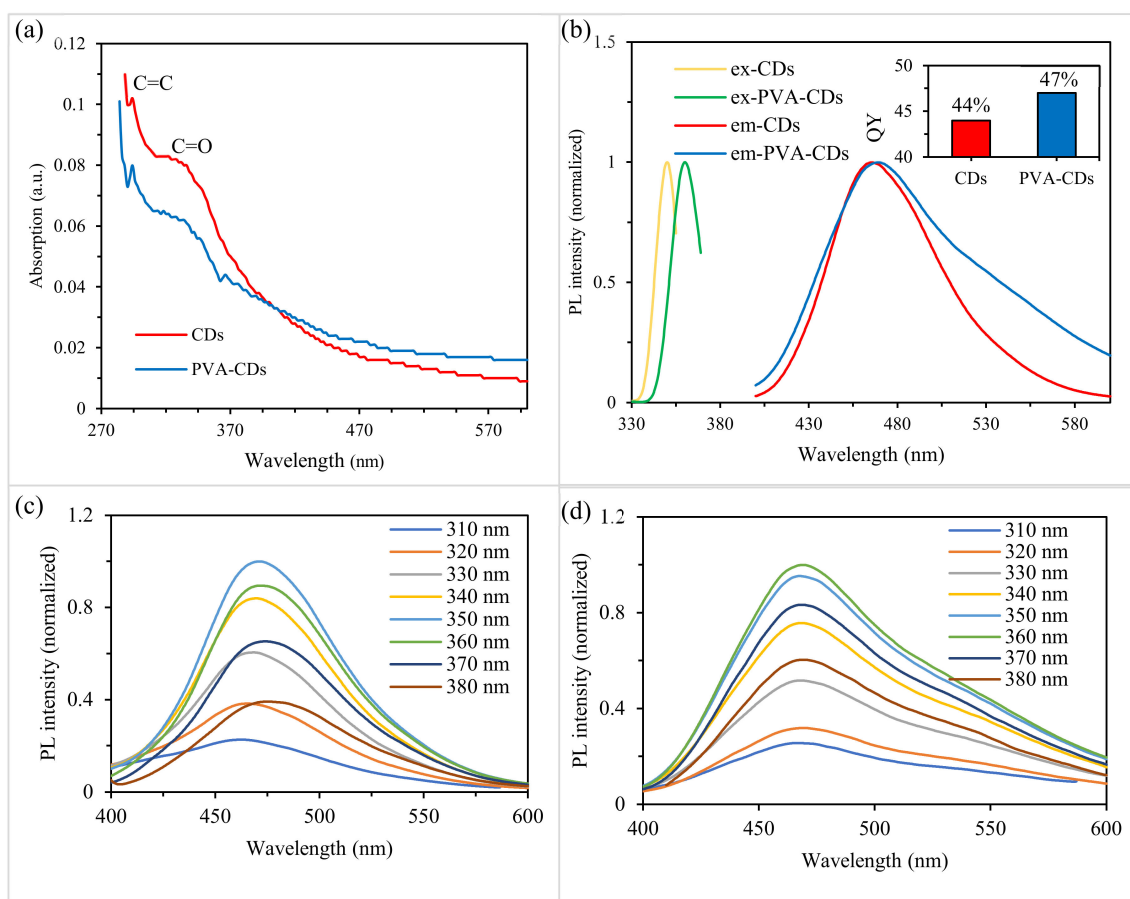 (a)
0.12
0.1
0.08
0.06
0.04
0.02
0
Absorption (a.u.)
C=C
C=O
CDs
PVA-CDs
270
370
470
570
Wavelength (nm)
(b)
1.5
1
0.5
0
PL intensity (normalized)
ex-CDs
ex-PVA-CDs
em-CDs
em-PVA-CDs
50
45
40
QY
44%
47%
CDs
PVA-CDs
330
380
430
480
530
580
Wavelength (nm)
(c)
1.2
0.8
0.4
0
PL intensity (normalized)
310 nm
320 nm
330 nm
340 nm
350 nm
360 nm
370 nm
380 nm
400
450
500
550
600
Wavelength (nm)
(d)
1.2
0.8
0.4
0
PL intensity (normalized)
310 nm
320 nm
330 nm
340 nm
350 nm
360 nm
370 nm
380 nm
400
450
500
550
600
Wavelength (nm)